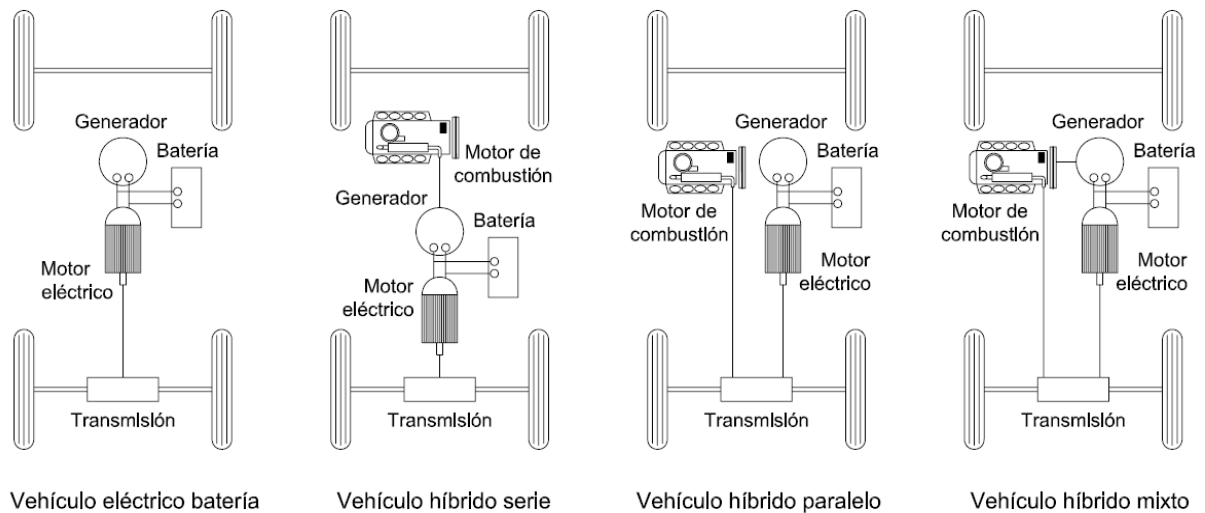 Generador
Batería
Motor
eléctrico
Transmisión
Vehículo eléctrico batería
Motor de
combustión
Generador
Batería
Motor
eléctrico
Transmisión
Vehículo híbrido serie
Generador
Batería
Motor de
combustión
Motor
eléctrico
Transmisión
Vehículo híbrido paralelo
Generador
Batería
Motor de
combustión
Motor
eléctrico
Transmisión
Vehículo híbrido mixto